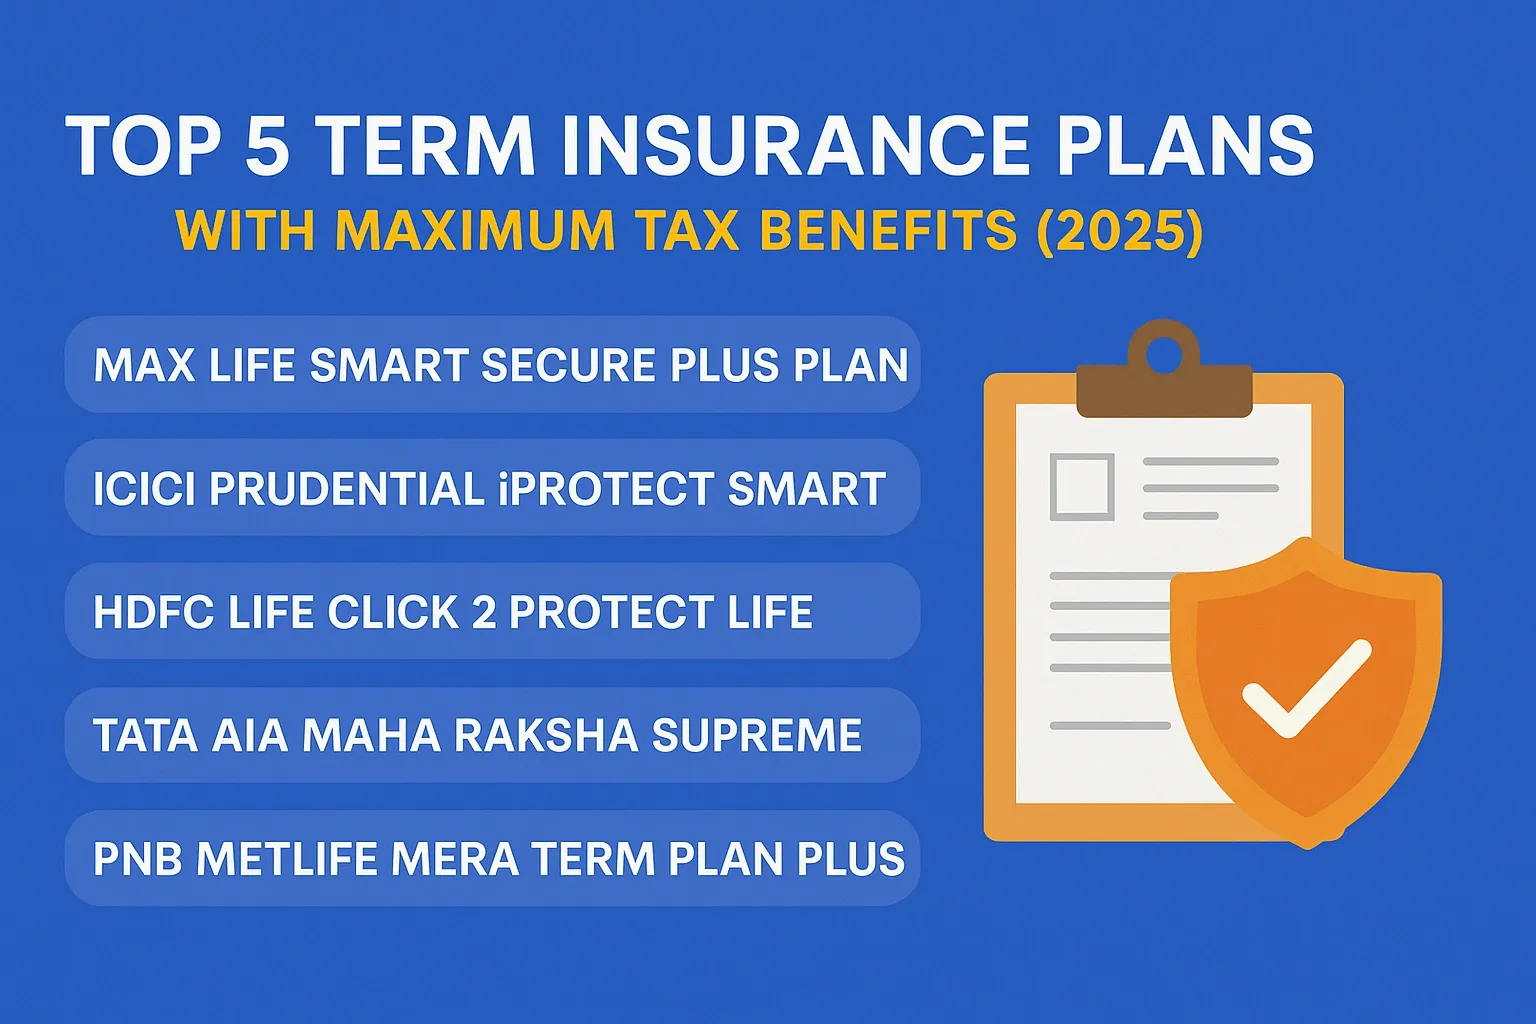 TOP 5 TERM INSURANCE PLANS
WITH MAXIMUM TAX BENEFITS (2025)
MAX LIFE SMART SECURE PLUS PLAN
ICICI PRUDENTIAL iPROTECT SMART
HDFC LIFE CLICK 2 PROTECT LIFE
TATA AIA MAHA RAKSHA SUPREME
PNB METLIFE MERA TERM PLAN PLUS